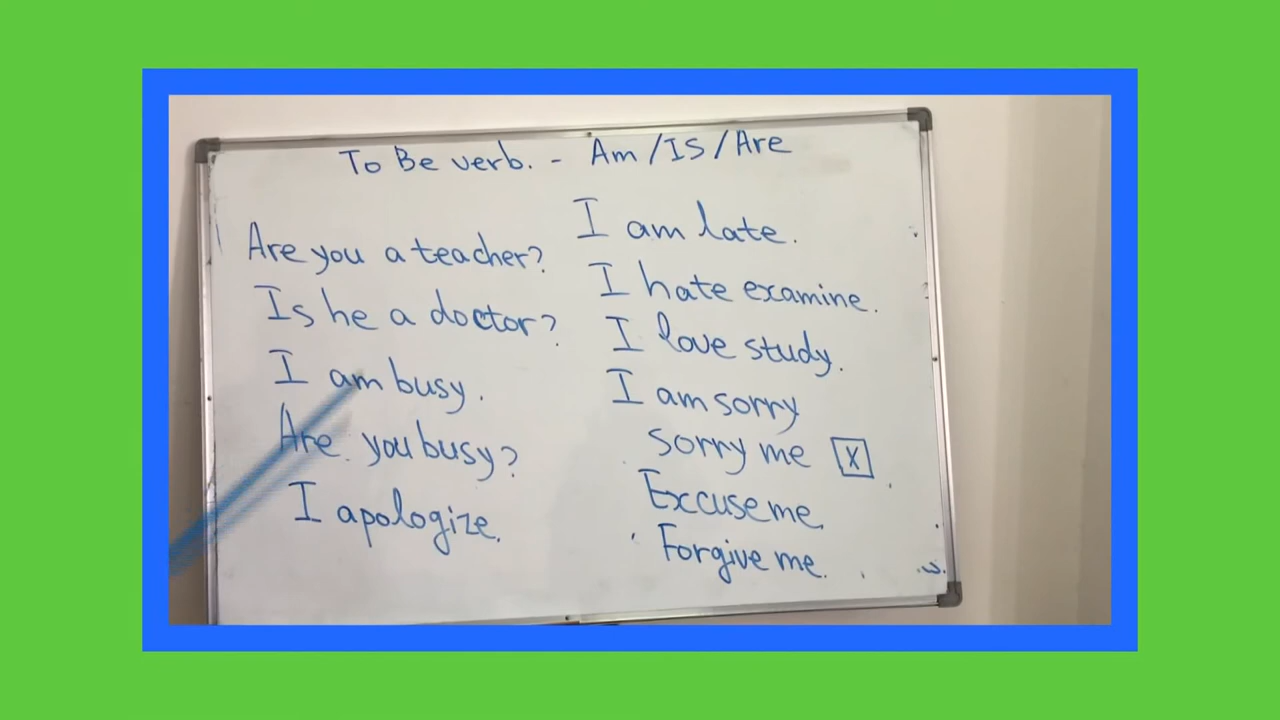 To Be verb. - Am/Is/Are
Are you a teacher?
Is he a doctor?
I am busy.
Are you busy?
I apologize.
I am late.
I hate examine.
I love study.
I am sorry
sorry me X
Excuse me.
Forgive me.